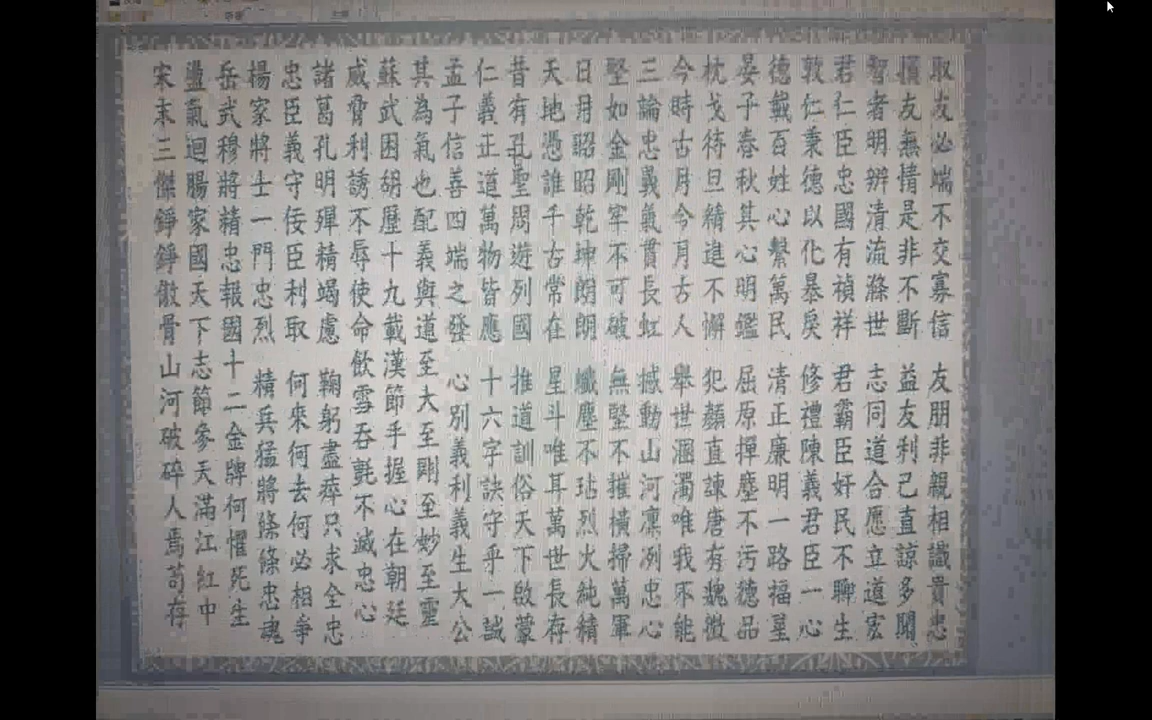 取友必端不交寡信 友朋非親相識貴忠
損友無情是非不斷 益友利己直諒多聞
智者明辨清流滌世 志同道合應立道宏
君仁臣忠國有禎祥 君霸臣奸民不聊生
敦仁秉德以化暴戾 修禮陳義君臣一心
德戴百姓心繫萬民 清正廉明一路福星
晏子春秋其心明鑑 屈原撣塵不污德品
枕戈待旦精進不懈 犯顏直諫唐有魏徵
今時古月今月古人 舉世溷濁唯我不能
三論忠義氣貫長虹 撼動山河凜冽忠心
堅如金剛牢不可破 無堅不摧橫掃萬軍
日月昭昭乾坤朗朗 纖塵不玷烈火純精
天地憑誰千古常在 星斗唯耳萬世長存
昔有孔聖周遊列國 推道訓俗天下啟蒙
仁義正道萬物皆應 十六字訣守乎一誠
孟子信善四端之發 心別義利義生大公
其為氣也配義與道至大至剛至妙至靈
蘇武困胡歷十九載漢節手握心在朝廷
威脅利誘不辱使命飲雪吞氈不滅忠心
諸葛孔明殫精竭慮 鞠躬盡瘁只求全忠
忠臣義守佞臣利取 何來何去何必相爭
楊家將士一門忠烈 精兵猛將條條忠魂
岳武穆將精忠報國十二金牌何懼死生
盪氣迴腸家國天下志節參天滿江紅中
宋末三傑錚錚傲骨山河破碎人焉苟存